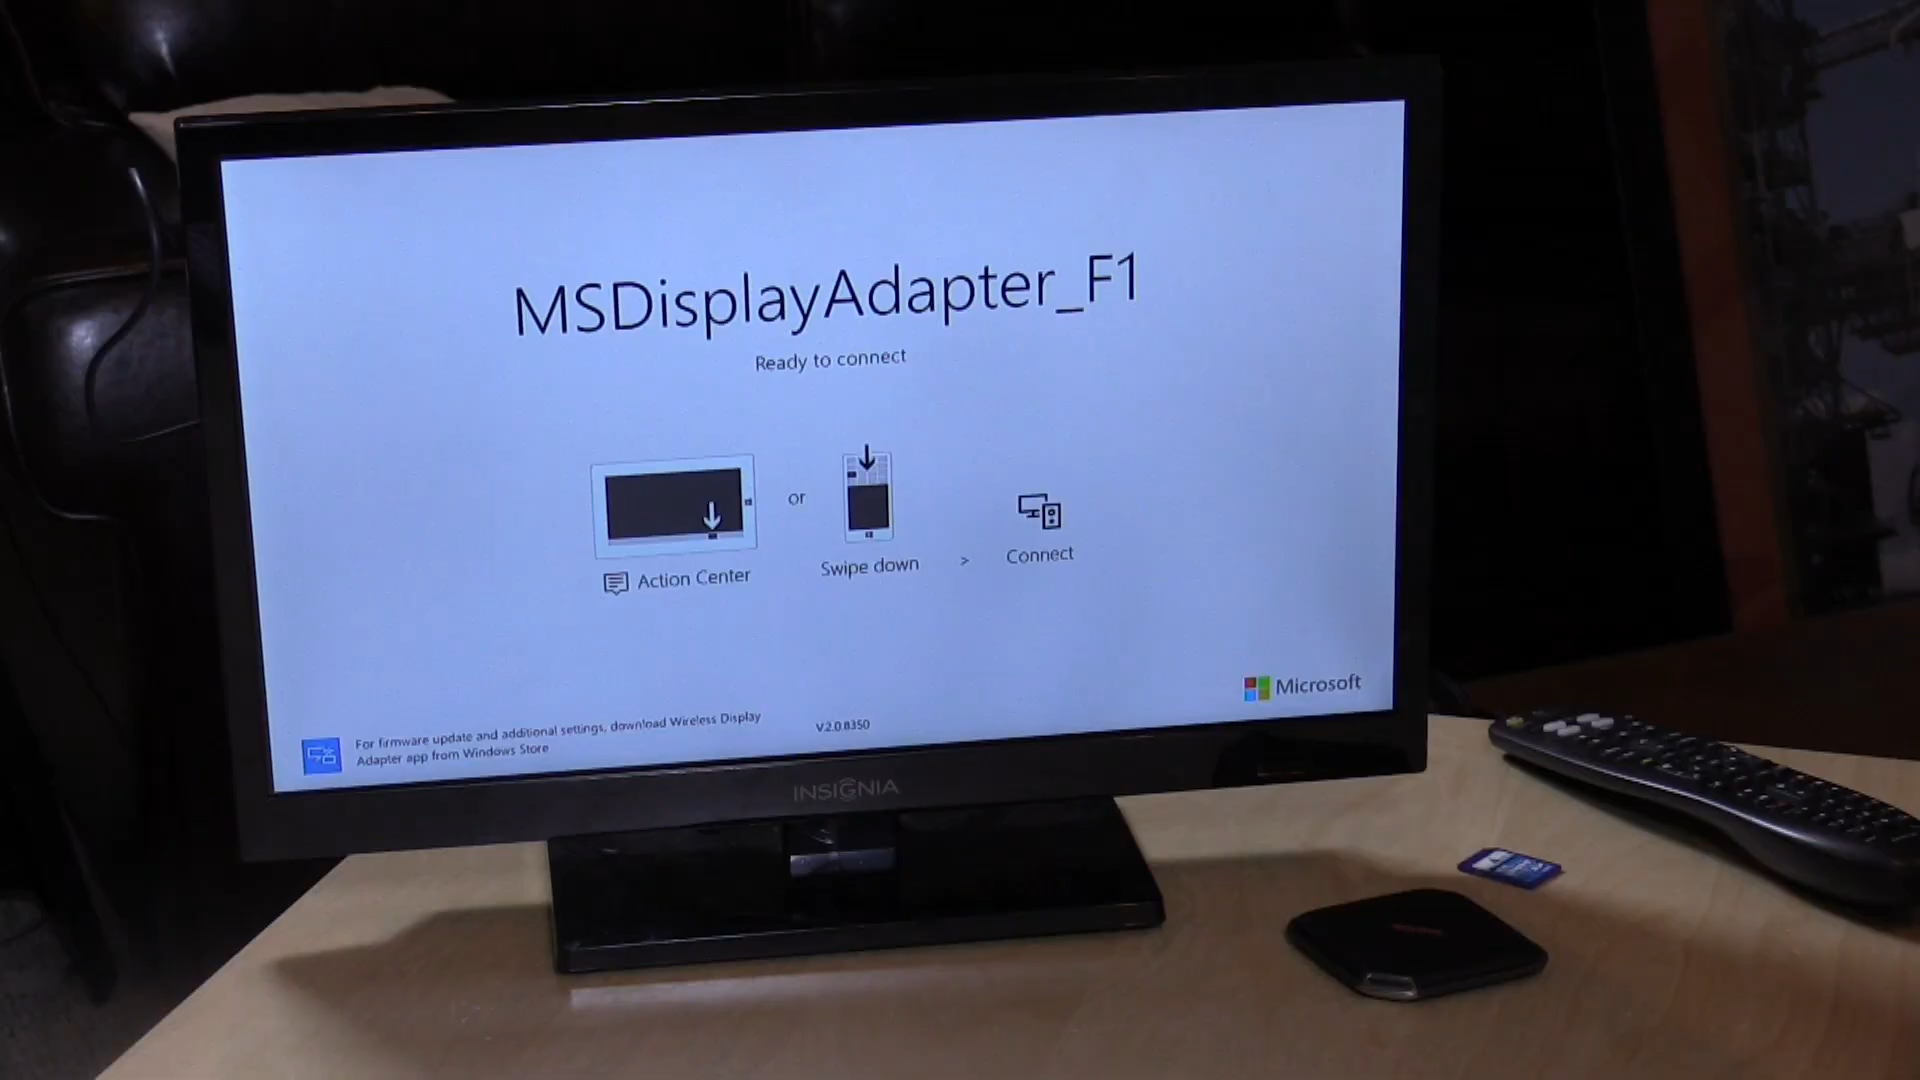 MSDisplayAdapter_F1
Ready to connect
or
Action Center
Swipe down
>
Connect
Microsoft
For firmware update and additional settings, download Wireless Display
Adapter app from Windows Store
V2.0.8350
INSIGNIA